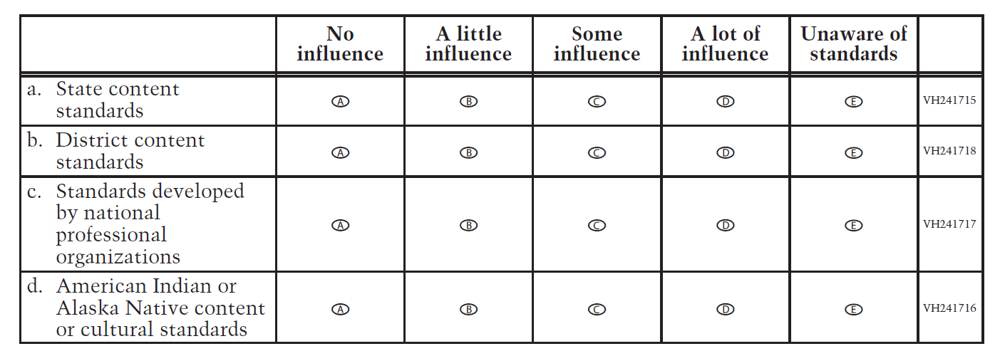 No influence A little influence Some influence A lot of influence Unaware of standards
a. State content standards A B C D E VH241715
b. District content standards A B C D E VH241718
c. Standards developed by national professional organizations A B C D E VH241717
d. American Indian or Alaska Native content or cultural standards A B C D E VH241716